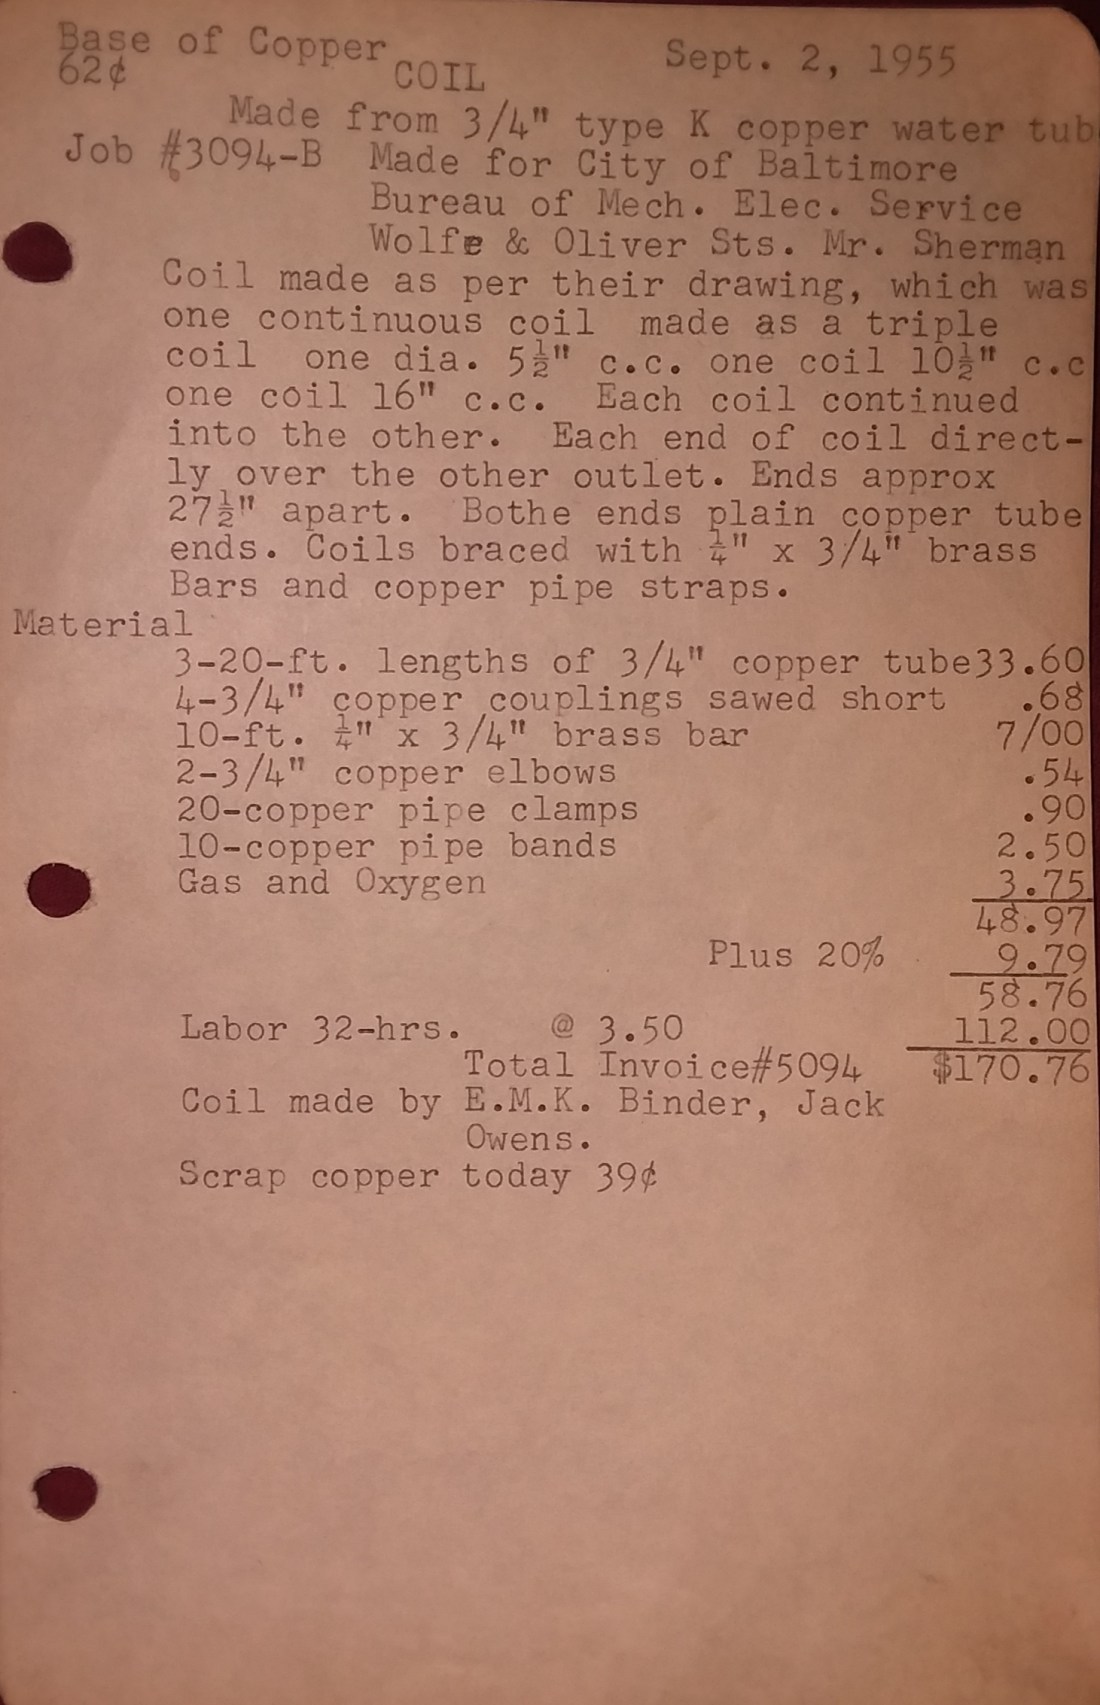 Base of Copper
62¢
COIL
Sept. 2, 1955
Made from 3/4" type K copper water tub
Job #3094-B Made for City of Baltimore
Bureau of Mech. Elec. Service
Wolfe & Oliver Sts. Mr. Sherman
Coil made as per their drawing, which was
one continuous coil made as a triple
coil one dia. 5½" c.c. one coil 10½" c.c
one coil 16" c.c. Each coil continued
into the other. Each end of coil direct-
ly over the other outlet. Ends approx
27½" apart. Bothe ends plain copper tube
ends. Coils braced with ¼" x 3/4" brass
Bars and copper pipe straps.
Material
3-20-ft. lengths of 3/4" copper tube33.60
4-3/4" copper couplings sawed short .68
10-ft. ¼" x 3/4" brass bar 7/00
2-3/4" copper elbows .54
20-copper pipe clamps .90
10-copper pipe bands 2.50
Gas and Oxygen 3.75
48.97
Plus 20% 9.79
58.76
Labor 32-hrs. @ 3.50 112.00
Total Invoice#5094 $170.76
Coil made by E.M.K. Binder, Jack
Owens.
Scrap copper today 39¢